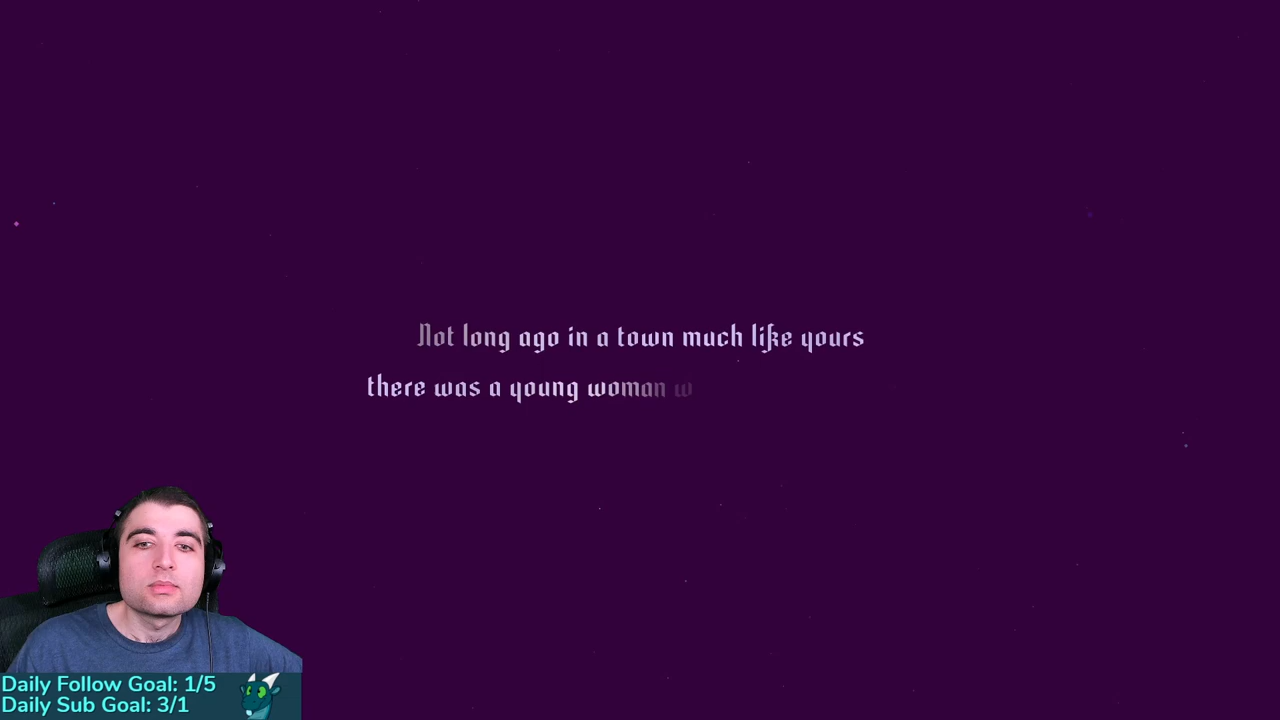 Not long ago in a town much like yours
there was a young woman w
Daily Follow Goal: 1/5
Daily Sub Goal: 3/1